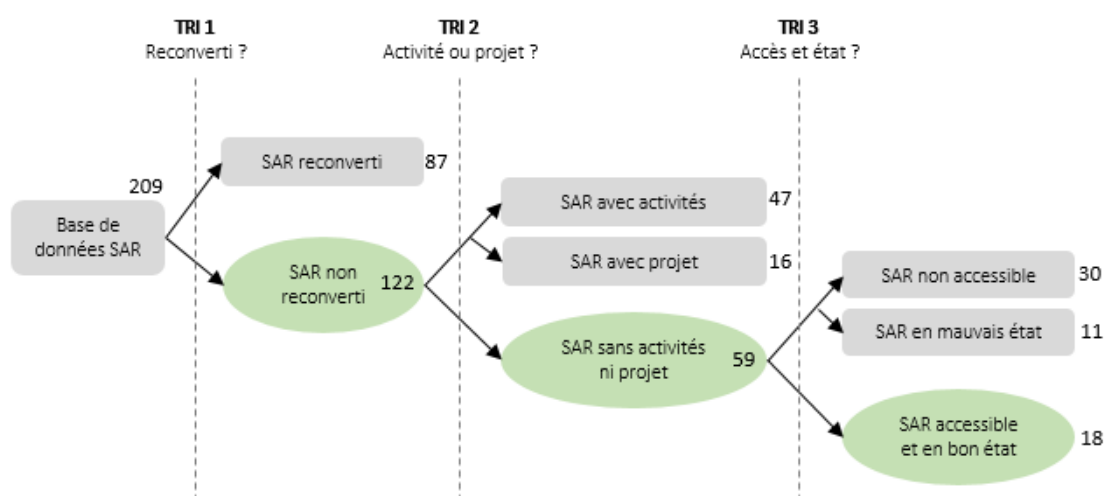 TRI 1
Reconverti ?
TRI 2
Activité ou projet ?
TRI 3
Accès et état ?
209
Base de
données SAR
SAR reconverti
87
SAR non
reconverti
122
SAR avec activités
47
SAR avec projet
16
SAR sans activités
ni projet
59
SAR non accessible
30
SAR en mauvais état
11
SAR accessible
et en bon état
18